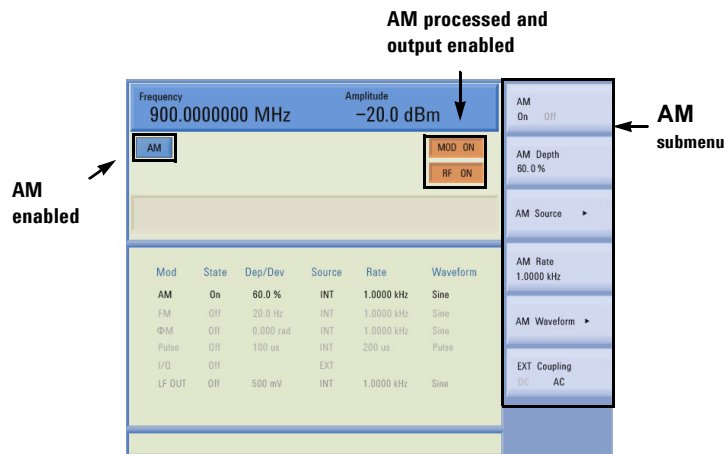 AM processed and
output enabled
Frequency
900.0000000 MHz
Amplitude
−20.0 dBm
AM
MOD ON
RF ON
AM
enabled
AM
On Off
AM Depth
60.0 %
AM Source ►
AM Rate
1.0000 kHz
AM Waveform ►
EXT Coupling
DC AC
AM
submenu
Mod State Dep/Dev Source Rate Waveform
AM On 60.0 % INT 1.0000 kHz Sine
FM Off 20.0 Hz INT 1.0000 kHz Sine
ΦM Off 0.000 rad INT 1.0000 kHz Sine
Pulse Off 100 us INT 200 us Pulse
I/Q Off EXT
LF OUT Off 500 mV INT 1.0000 kHz Sine